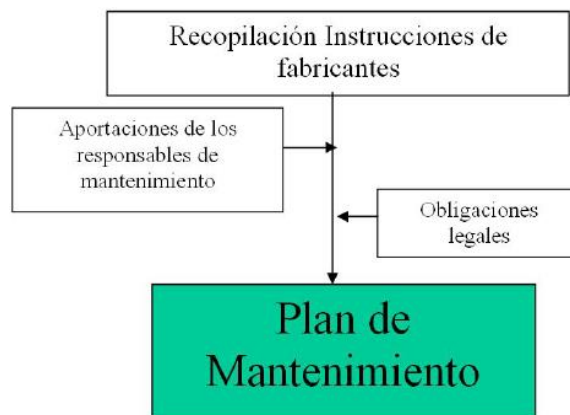 Recopilación Instrucciones de
fabricantes
Aportaciones de los
responsables de
mantenimiento
Obligaciones
legales
Plan de
Mantenimiento